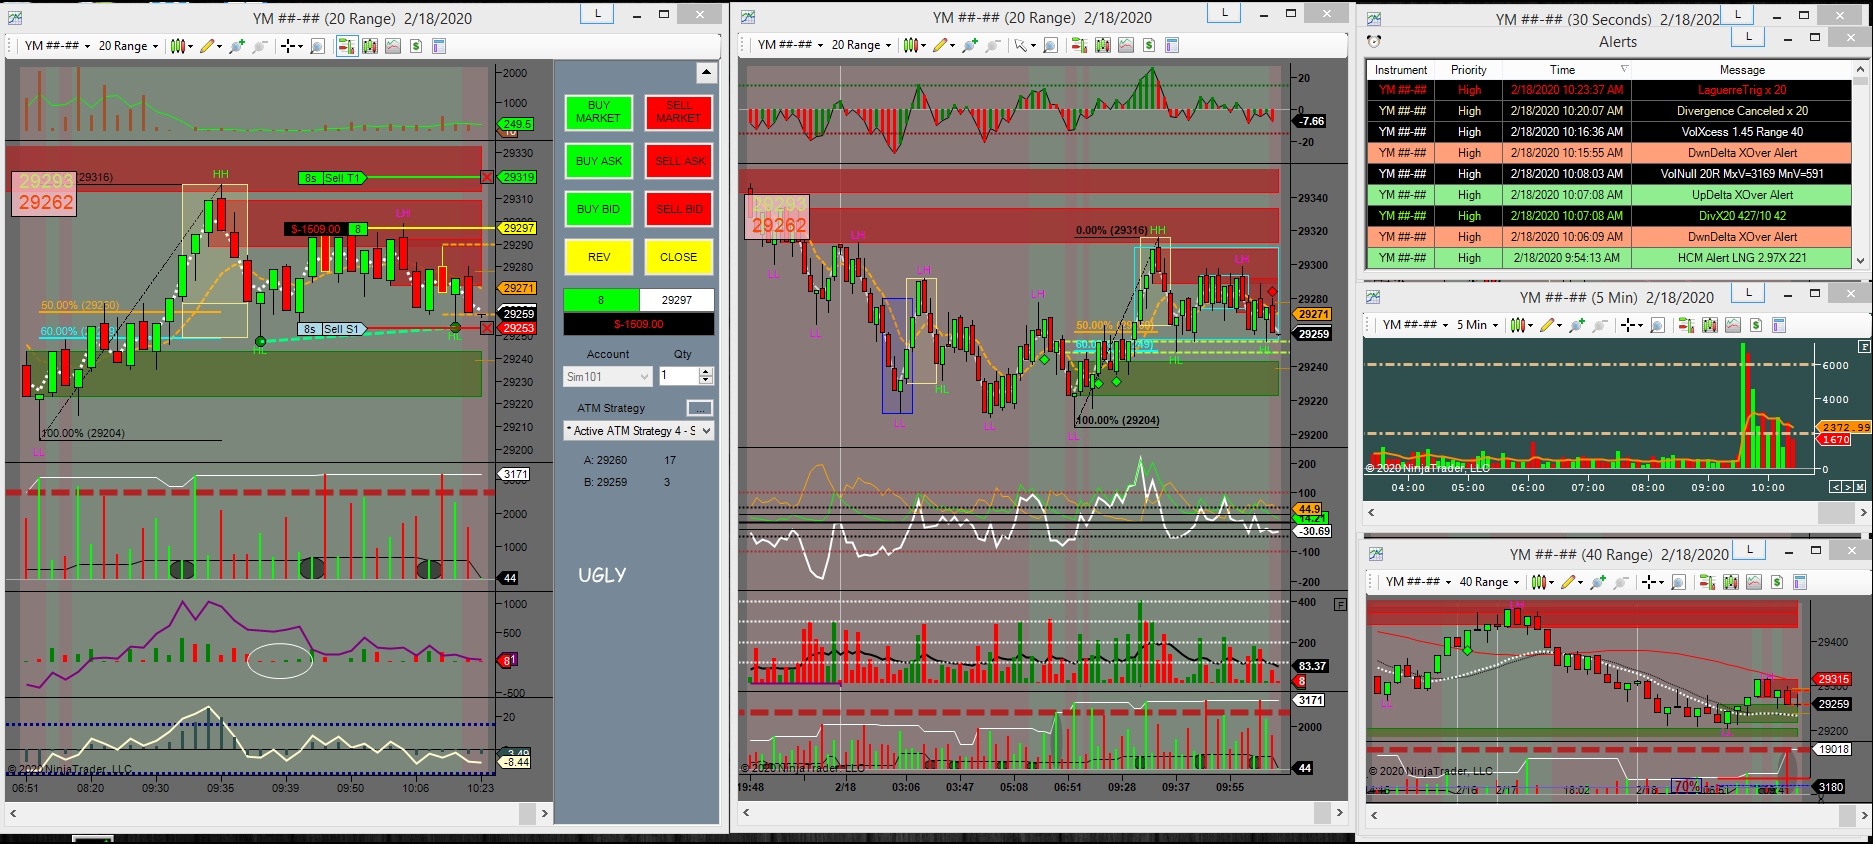 YM ##-## (20 Range)  2/18/2020
L
YM ##-##
20 Range
2000
1000
249.5
29330
29293
29262
29316)
HH
8s
Sell T1
29319
29310
LH
$-1509.00
8
29297
29290
29280
29271
50.00% (29260)
29259
8s
Sell S1
29253
HL
HL
29240
29230
29220
100.00% (29204)
29210
LL
29200
3171
2000
1000
44
1000
500
81
-500
20
-3.49
-8.44
© 2020 NinjaTrader, LLC
06:51
08:20
09:30
09:35
09:39
09:50
10:06
10:23
BUY MARKET
SELL MARKET
BUY ASK
SELL ASK
BUY BID
SELL BID
REV
CLOSE
8
29297
$-1509.00
Account
Qty
Sim101
1
ATM Strategy
...
* Active ATM Strategy 4 - S
A: 29260
17
B: 29259
3
UGLY
YM ##-## (20 Range)  2/18/2020
L
YM ##-##
20 Range
20
0
-7.66
-20
29293
29262
29340
0.00% (29316)
HH
29320
LH
LH
LH
LH
LL
29300
29280
29271
50.00%
29259
LL
HL
HL
HL
29240
29220
LL
LL
100.00% (29204)
LL
29200
200
100
44.9
14.21
-30.69
-100
-200
400
F
200
83.37
8
3171
2000
44
© 2020 NinjaTrader, LLC
19:48
2/18
03:06
03:47
05:08
06:51
09:28
09:37
09:55
YM ##-## (30 Seconds)  2/18/202
L
Alerts
L
Instrument
Priority
Time
Message
YM ##-## High 2/18/2020 10:23:37 AM LaguerreTrig x 20
YM ##-## High 2/18/2020 10:20:07 AM Divergence Canceled x 20
YM ##-## High 2/18/2020 10:16:36 AM VolXcess 1.45 Range 40
YM ##-## High 2/18/2020 10:15:55 AM DwnDelta XOver Alert
YM ##-## High 2/18/2020 10:08:03 AM VolNull 20R MxV=3169 MnV=591
YM ##-## High 2/18/2020 10:07:08 AM UpDelta XOver Alert
YM ##-## High 2/18/2020 10:07:08 AM DivX20 427/10 42
YM ##-## High 2/18/2020 10:06:09 AM DwnDelta XOver Alert
YM ##-## High 2/18/2020 9:54:13 AM HCM Alert LNG 2.97X 221
YM ##-## (5 Min)  2/18/2020
L
YM ##-##
5 Min
F
6000
4000
2372.99
1670
0
© 2020 NinjaTrader, LLC
04:00
05:00
06:00
07:00
08:00
09:00
10:00
< > M
YM ##-## (40 Range)  2/18/2020
L
YM ##-##
40 Range
LH
29400
29315
29259
LL
LL
29200
19018
© 2020 NinjaTrader, LLC
70%
3180
2/16
2/17
18:02
2/18